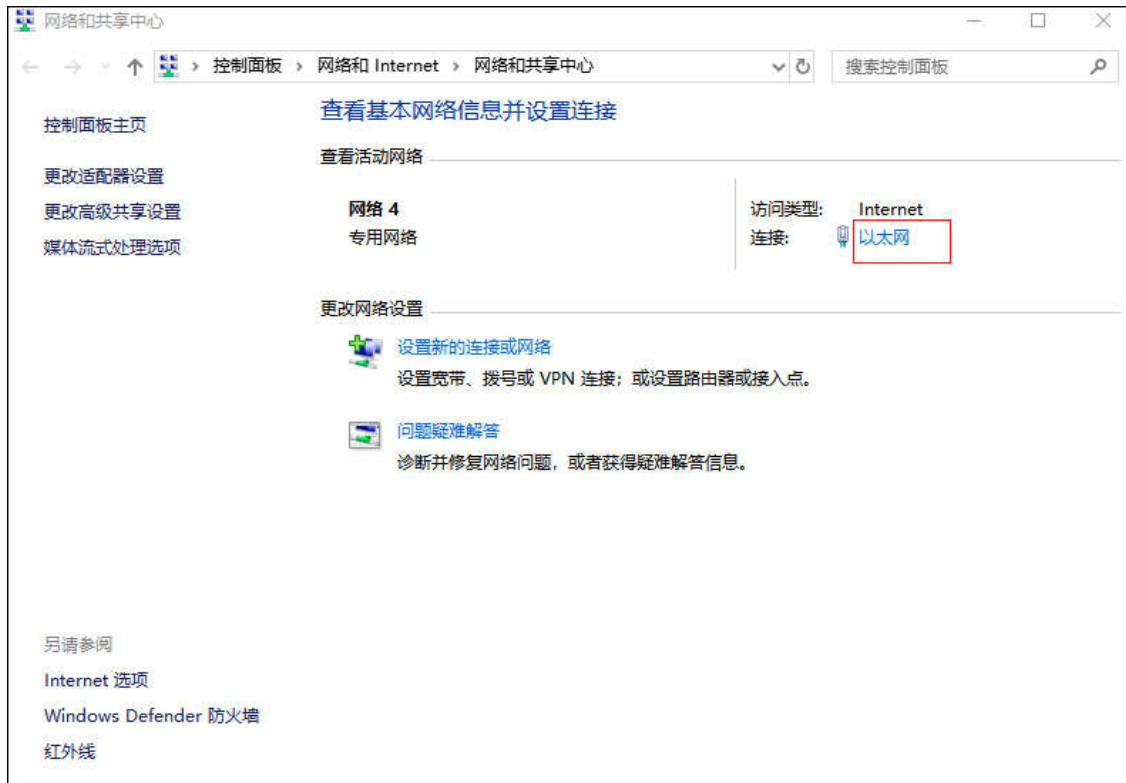 网络和共享中心
控制面板 › 网络和 Internet › 网络和共享中心
搜索控制面板
控制面板主页
更改适配器设置
更改高级共享设置
媒体流式处理选项
查看基本网络信息并设置连接
查看活动网络
网络 4
专用网络
访问类型: Internet
连接: 以太网
更改网络设置
设置新的连接或网络
设置宽带、拨号或 VPN 连接；或设置路由器或接入点。
问题疑难解答
诊断并修复网络问题，或者获得疑难解答信息。
另请参阅
Internet 选项
Windows Defender 防火墙
红外线